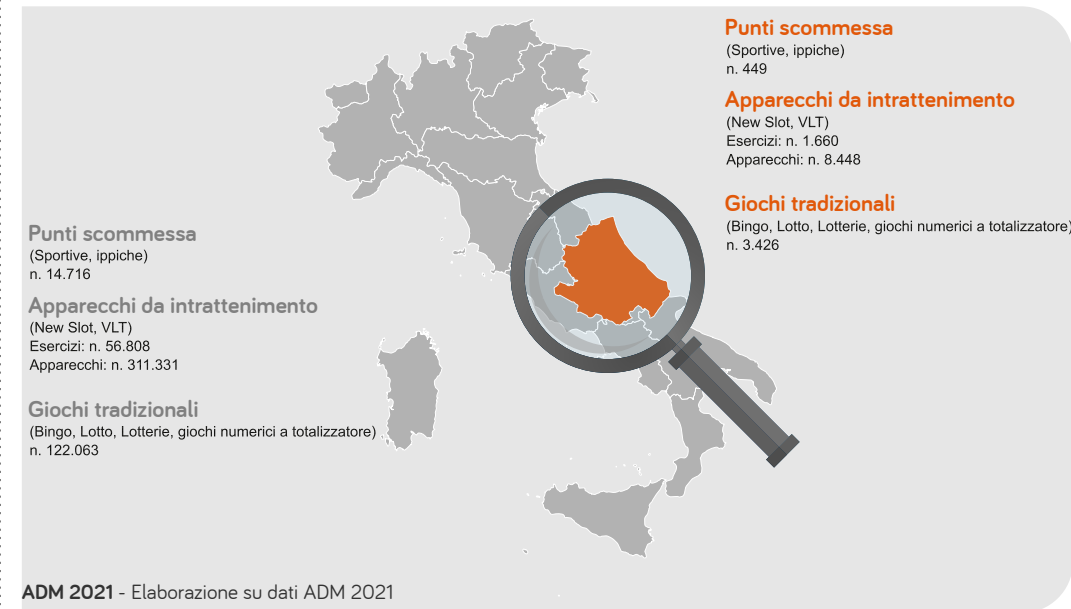 Punti scommessa
(Sportive, ippiche)
n. 449
Apparecchi da intrattenimento
(New Slot, VLT)
Esercizi: n. 1.660
Apparecchi: n. 8.448
Giochi tradizionali
(Bingo, Lotto, Lotterie, giochi numerici a totalizzatore)
n. 3.426
Punti scommessa
(Sportive, ippiche)
n. 14.716
Apparecchi da intrattenimento
(New Slot, VLT)
Esercizi: n. 56.808
Apparecchi: n. 311.331
Giochi tradizionali
(Bingo, Lotto, Lotterie, giochi numerici a totalizzatore)
n. 122.063
ADM 2021 - Elaborazione su dati ADM 2021